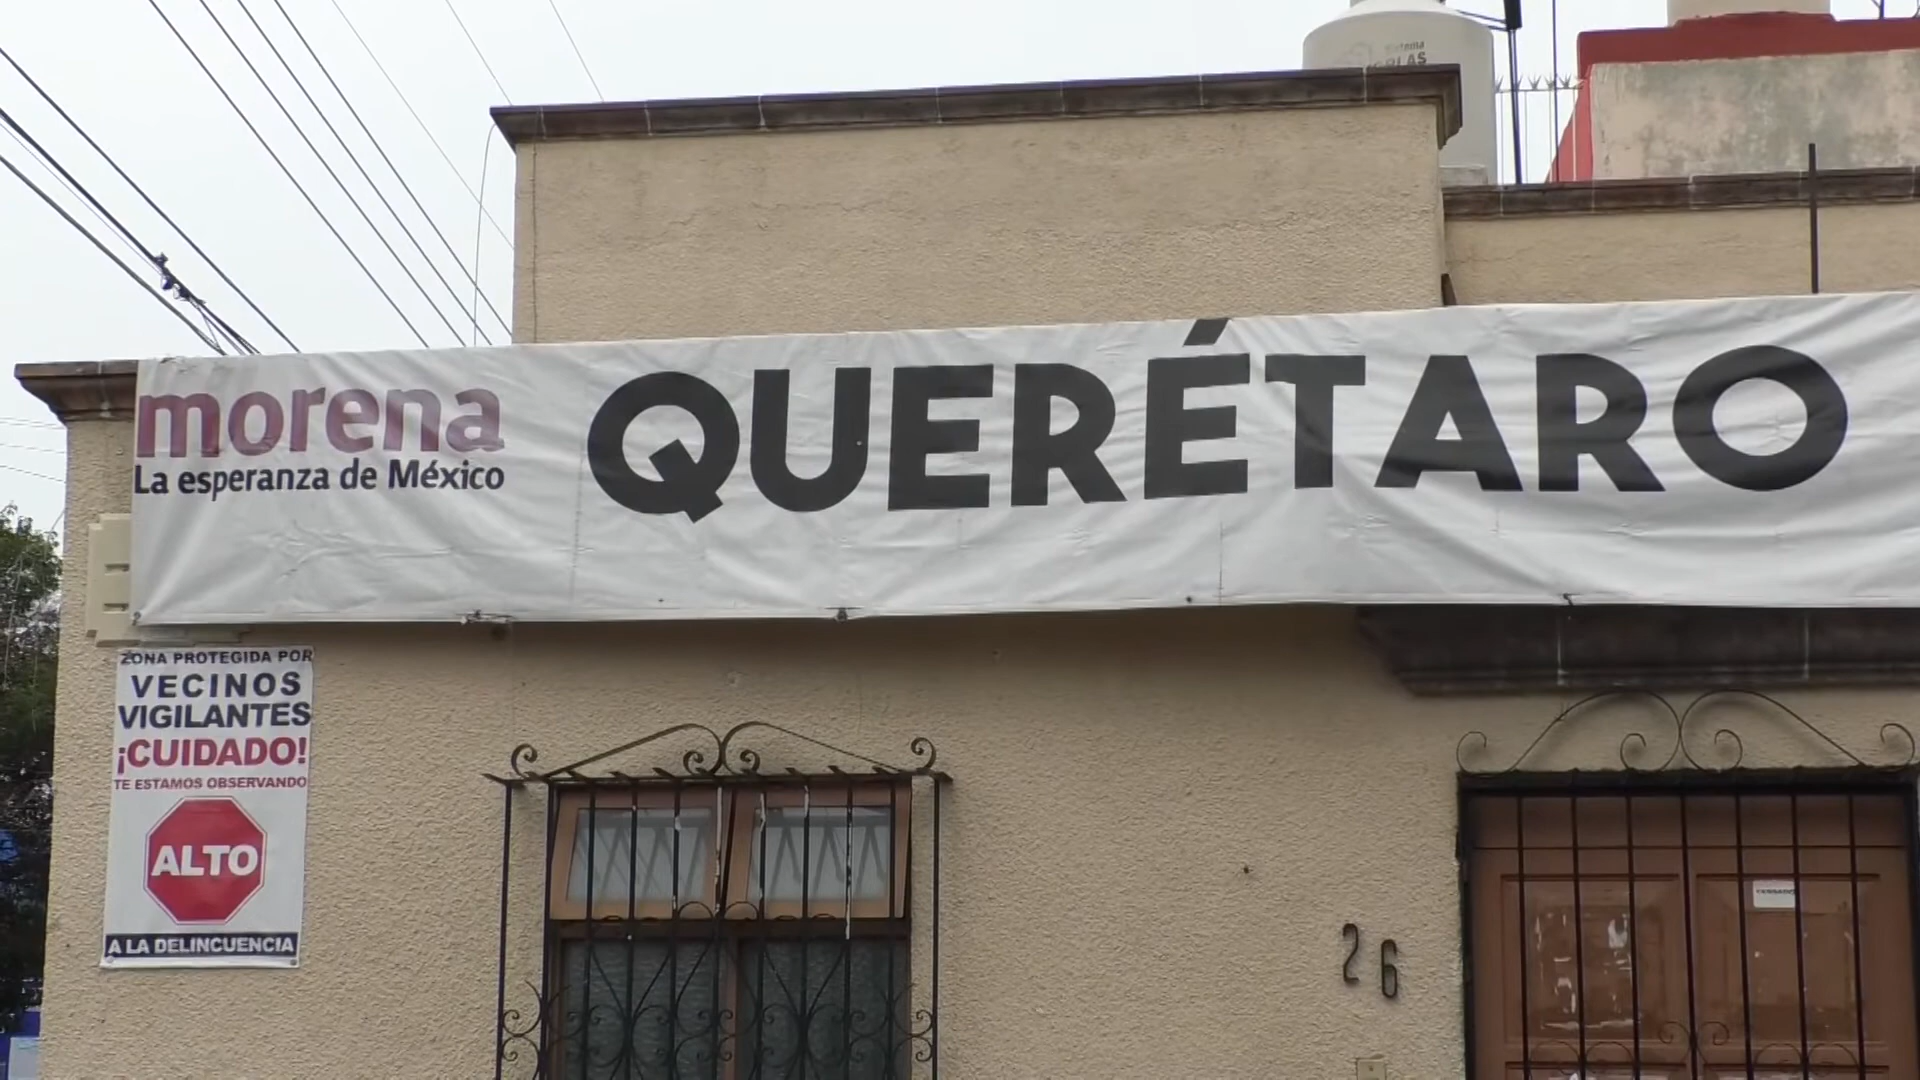 Sistema
morena
La esperanza de México
QUERÉTARO
ZONA PROTEGIDA POR
VECINOS
VIGILANTES
¡CUIDADO!
TE ESTAMOS OBSERVANDO
ALTO
A LA DELINCUENCIA
26